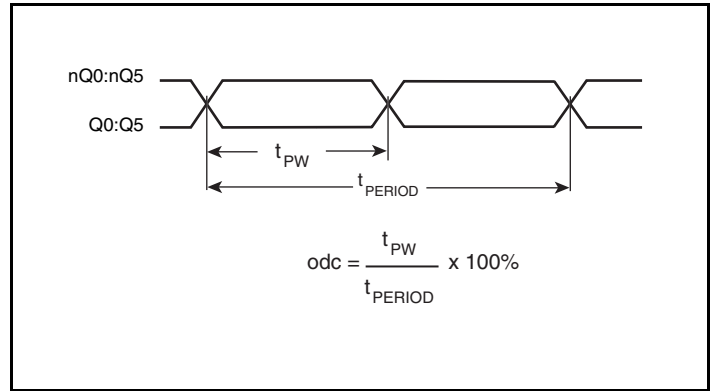 nQ0:nQ5
Q0:Q5
tPW
tPERIOD
odc = tPW / tPERIOD x 100%